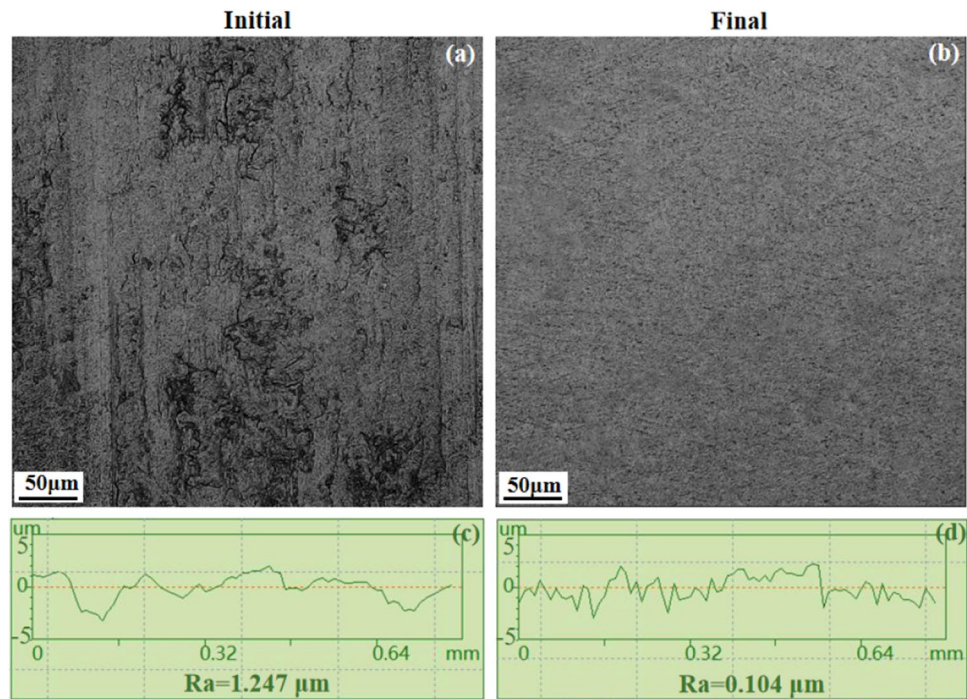 Initial Final
(a) (b)
50μm 50μm
um (c) um (d)
5 5
0 0
-5 -5
0 0.32 0.64 mm 0 0.32 0.64 mm
Ra=1.247 μm Ra=0.104 μm